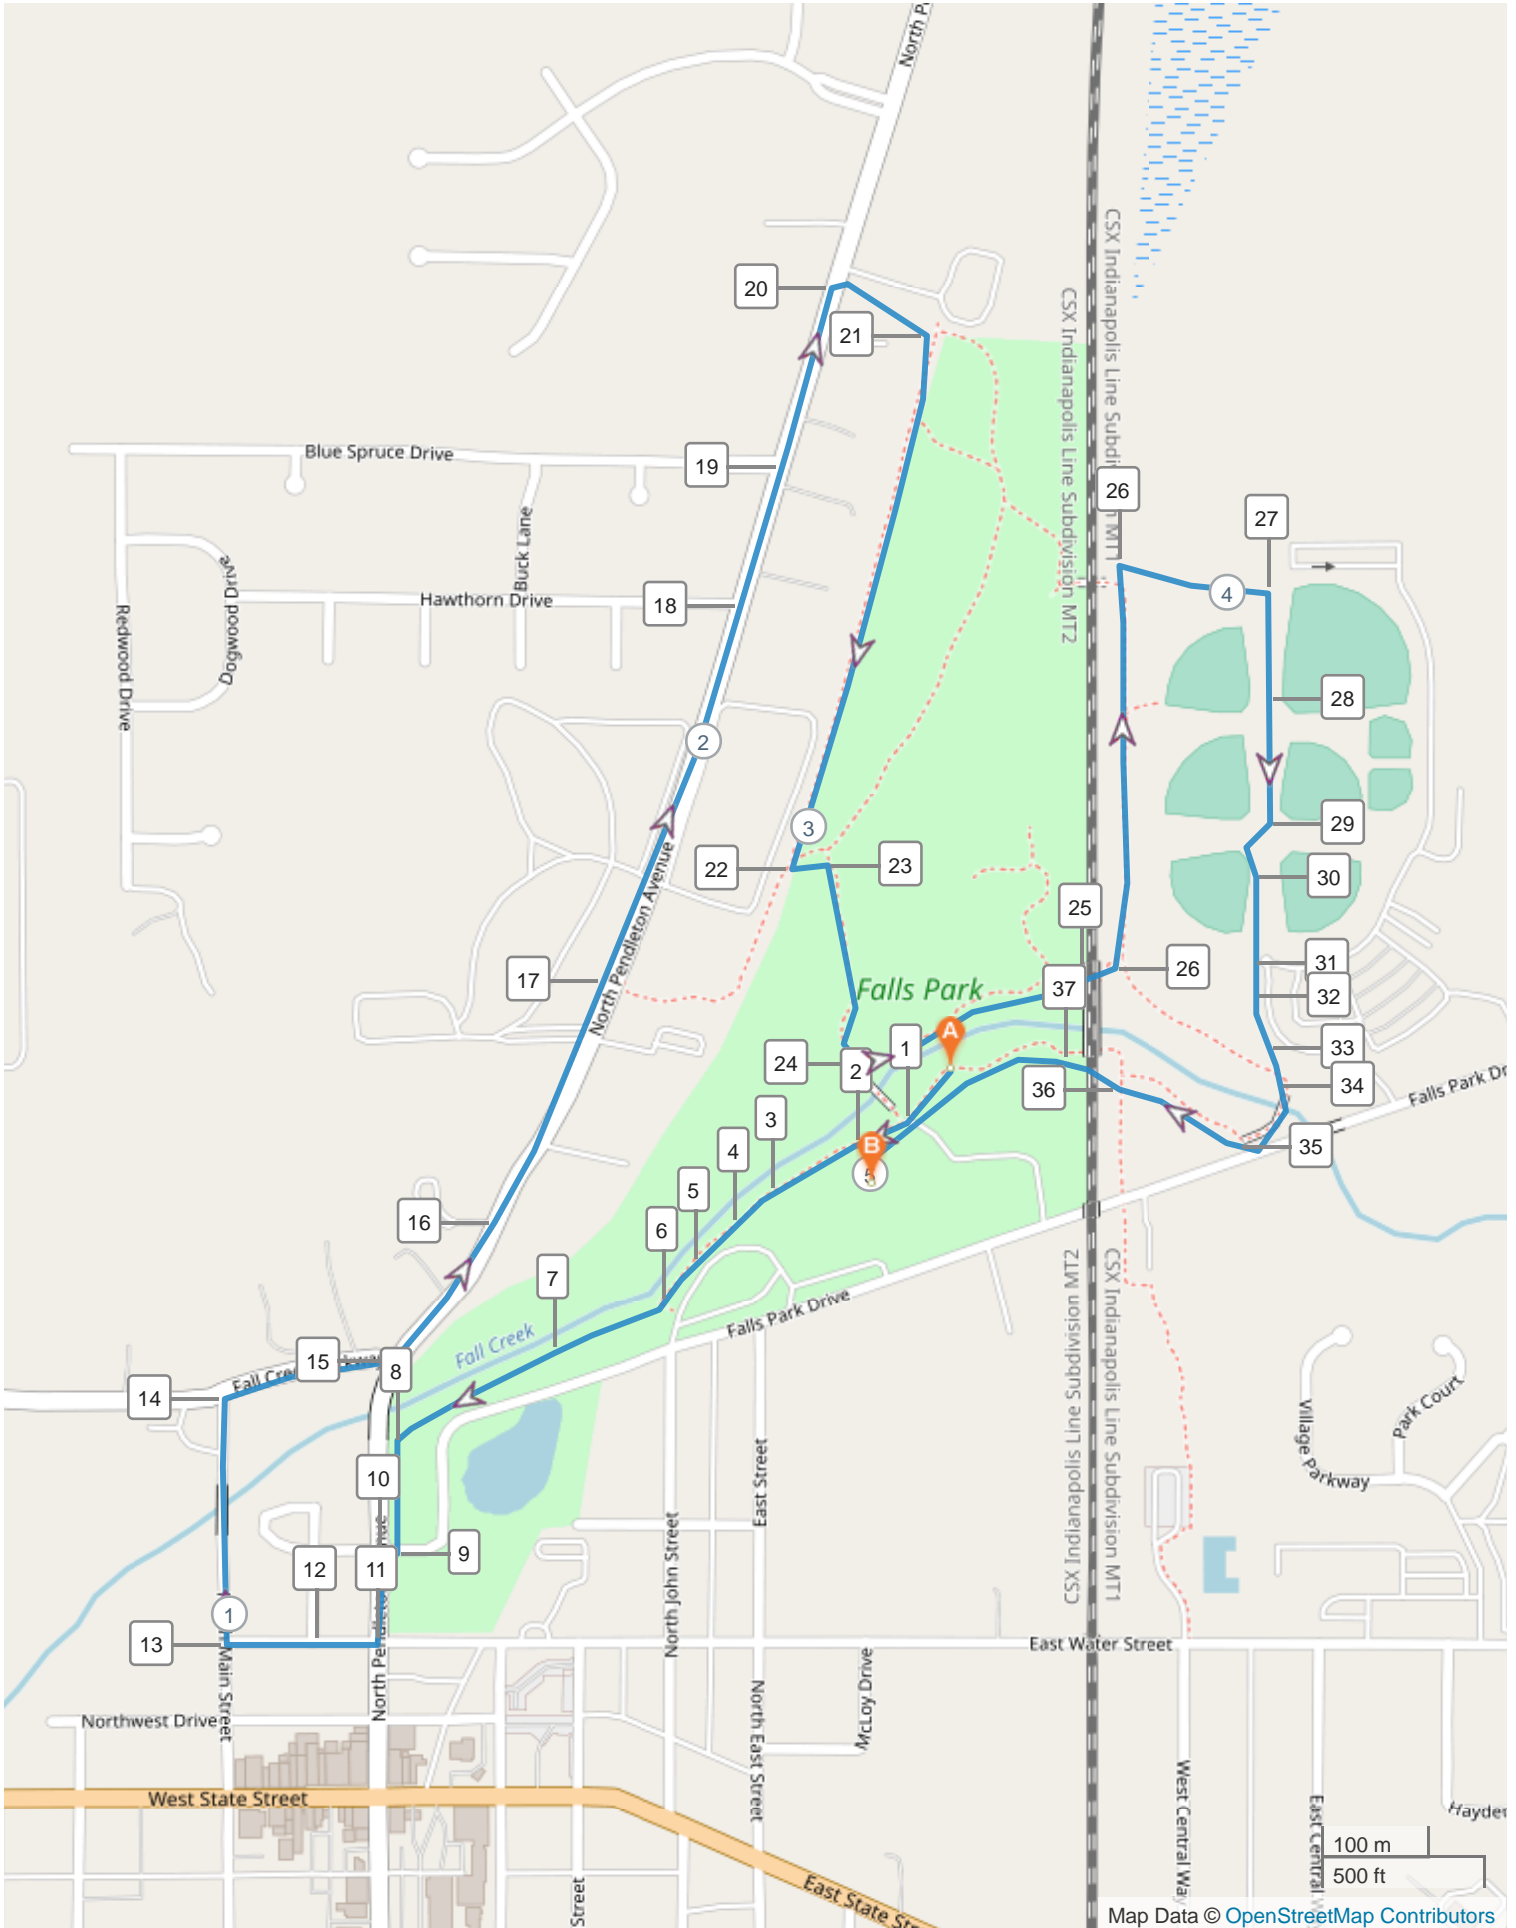 North P
CSX Indianapolis Line Subdivision MT2
CSX Indianapolis Line Subdivi
n MT1
20
21
Blue Spruce Drive
19
26
27
Buck Lane
Dogwood Drive
Redwood Drive
Hawthorn Drive
18
4
28
2
3
29
22
23
30
North Pendleton Avenue
25
17
Falls Park
37
26
31
32
A
1
33
24
2
36
34
Falls Park Dr
3
B
5
35
4
5
6
16
7
Falls Park Drive
Fall Creek
CSX Indianapolis Line Subdivision MT2
CSX Indianapolis Line Subdivision MT1
15
8
14
Village Parkway
Park Court
10
East Street
North John Street
12
11
9
1
13
East Water Street
Main Street
Northwest Drive
McLoy Drive
North East Street
West State Street
West Central Way
East Central
Hayden
East State St
Street
100 m
500 ft
Map Data © OpenStreetMap Contributors